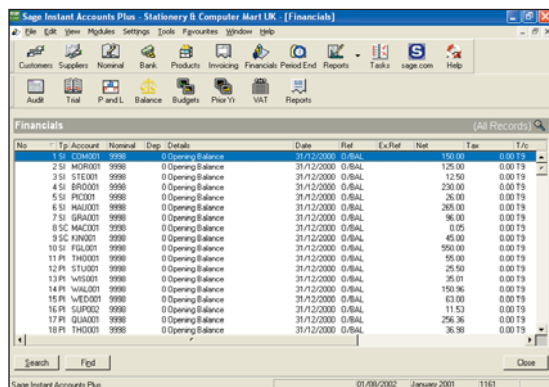 Sage Instant Accounts Plus - Stationery & Computer Mart UK - [Financials]
File Edit View Modules Settings Tools Favourites Window Help
Customers Suppliers Nominal Bank Products Invoicing Financials Period End Reports Tasks sage.com Help
Audit Trial P and L Balance Budgets Prior Yr VAT Reports
Financials (All Records)
No Tp Account Nominal Dep Details Date Ref Ex.Ref Net Tax T/c
1 SI COM001 9998 0 Opening Balance 31/12/2000 O/BAL 150.00 0.00 T9
2 SI MOR001 9998 0 Opening Balance 31/12/2000 O/BAL 125.00 0.00 T9
3 SI STE001 9998 0 Opening Balance 31/12/2000 O/BAL 12.50 0.00 T9
4 SI BRO001 9998 0 Opening Balance 31/12/2000 O/BAL 230.00 0.00 T9
5 SI PIC001 9998 0 Opening Balance 31/12/2000 O/BAL 26.00 0.00 T9
6 SI HAU001 9998 0 Opening Balance 31/12/2000 O/BAL 265.00 0.00 T9
7 SI GRA001 9998 0 Opening Balance 31/12/2000 O/BAL 96.00 0.00 T9
8 SC MAC001 9998 0 Opening Balance 31/12/2000 O/BAL 0.05 0.00 T9
9 SC KIN001 9998 0 Opening Balance 31/12/2000 O/BAL 45.00 0.00 T9
10 SI FGL001 9998 0 Opening Balance 31/12/2000 O/BAL 550.00 0.00 T9
11 PI THO001 9998 0 Opening Balance 31/12/2000 O/BAL 55.00 0.00 T9
12 PI STU001 9998 0 Opening Balance 31/12/2000 O/BAL 25.50 0.00 T9
13 PI WIS001 9998 0 Opening Balance 31/12/2000 O/BAL 35.01 0.00 T9
14 PI WAL001 9998 0 Opening Balance 31/12/2000 O/BAL 150.96 0.00 T9
15 PI WED001 9998 0 Opening Balance 31/12/2000 O/BAL 63.00 0.00 T9
16 PI SUP002 9998 0 Opening Balance 31/12/2000 O/BAL 11.53 0.00 T9
17 PI QUA001 9998 0 Opening Balance 31/12/2000 O/BAL 256.36 0.00 T9
18 PI THO001 9998 0 Opening Balance 31/12/2000 O/BAL 36.98 0.00 T9
Search Find Close
Sage Instant Accounts Plus 01/08/2002 January 2001 1161